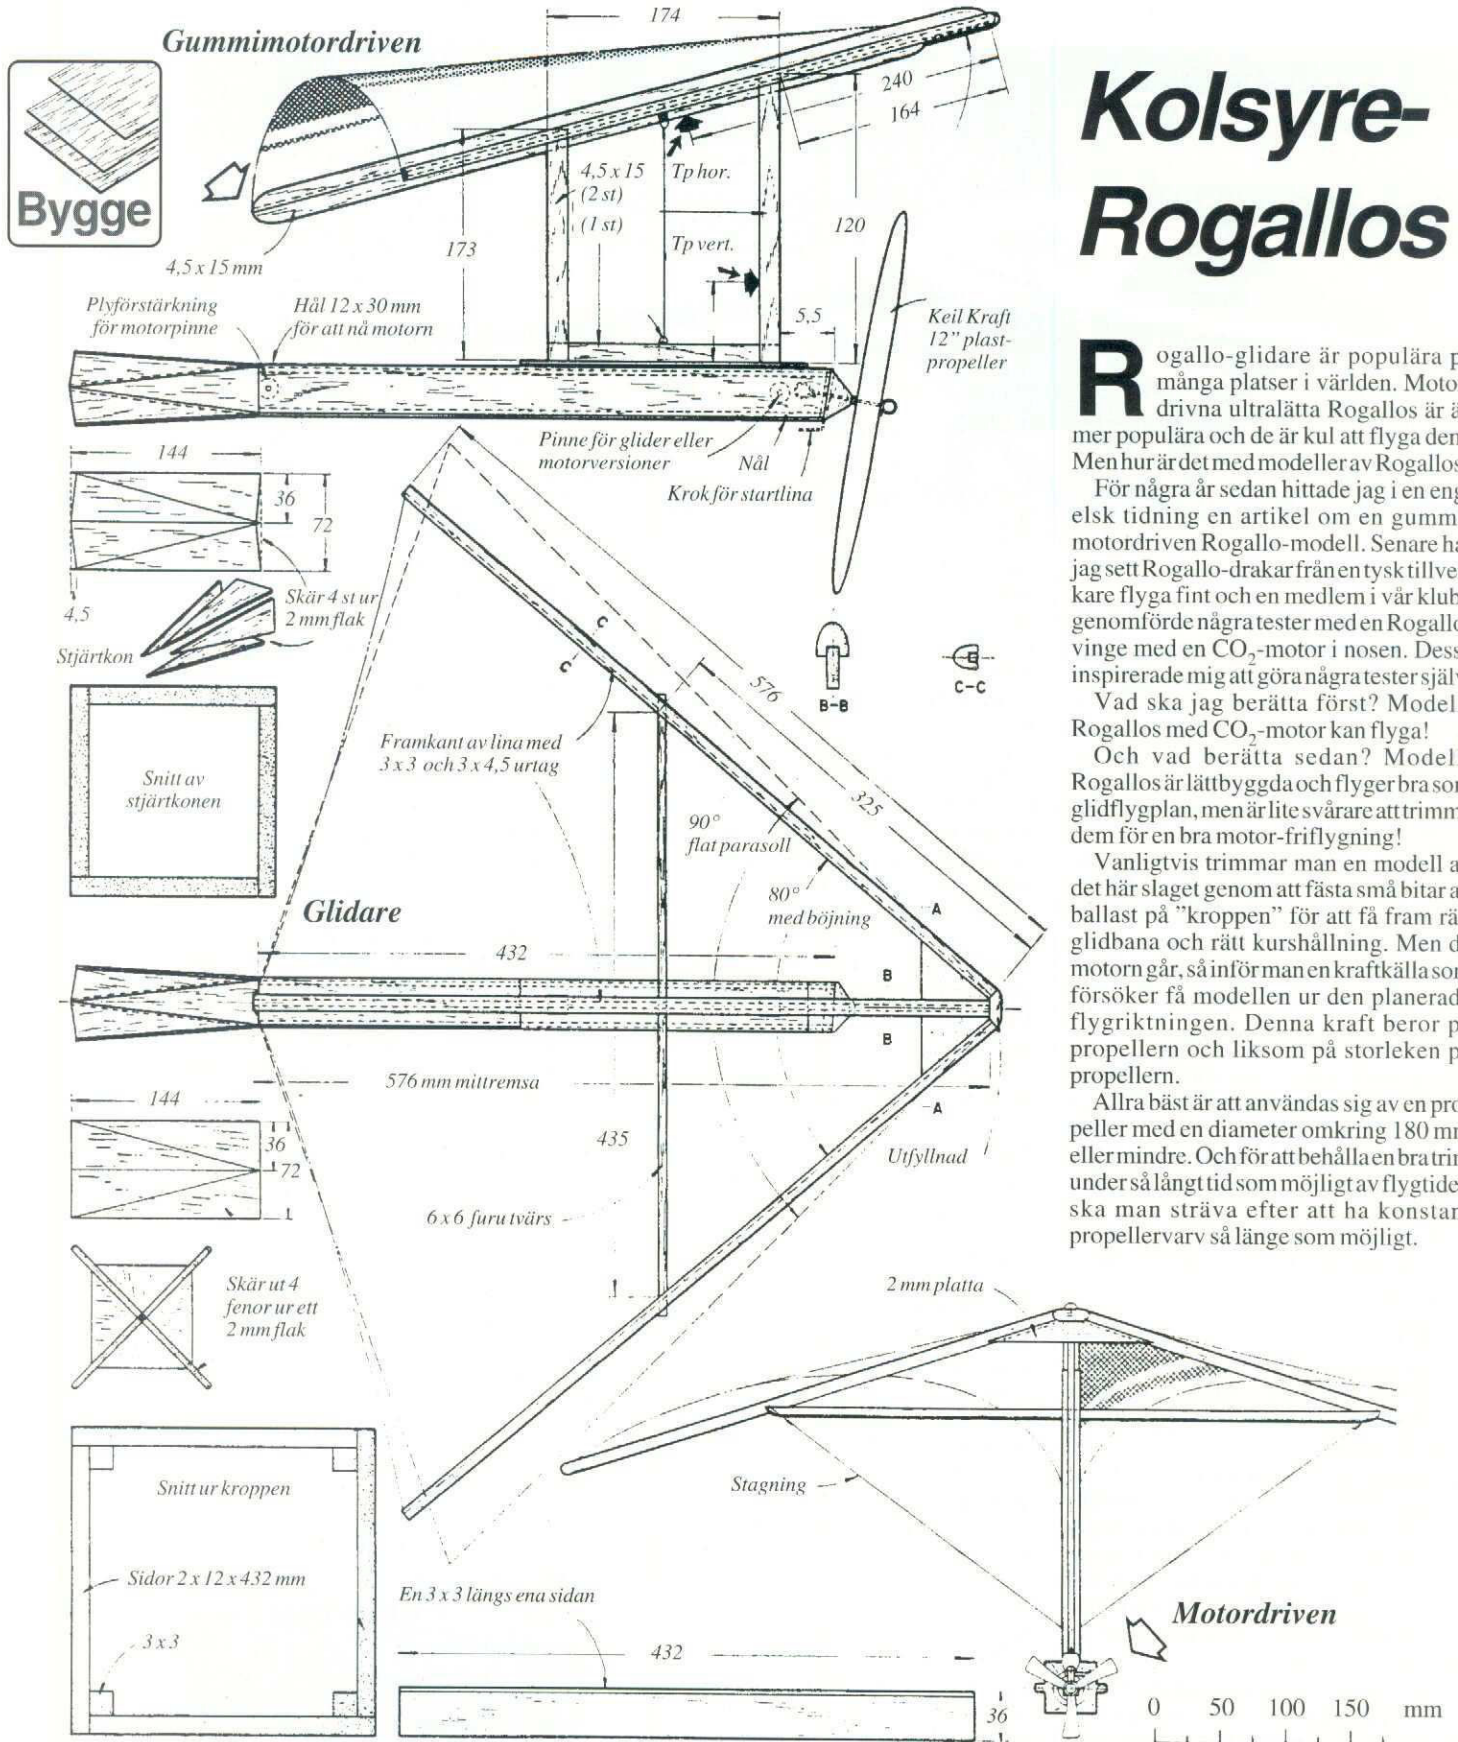 Gummimotordriven
Bygge
174
240
164
4,5 x 15
(2 st)
(1 st)
Tp hor.
Tp vert.
173
120
4,5 x 15 mm
Plyförstärkning
för motorpinne
Hål 12 x 30 mm
för att nå motorn
5,5
Keil Kraft
12" plast-
propeller
Pinne för glider eller
motorversioner
Nål
Krok för startlina
144
36
72
4,5
Skär 4 st ur
2 mm flak
Stjärtkon
Snitt av
stjärtkonen
C
C
B-B
C-C
576
325
Framkant av lina med
3 x 3 och 3 x 4,5 urtag
90°
flat parasoll
80°
med böjning
Glidare
432
A
B
B
A
576 mm mittremsa
144
36
72
435
Utfyllnad
6 x 6 furu tvärs
Skär ut 4
fenor ur ett
2 mm flak
2 mm platta
Snitt ur kroppen
Sidor 2 x 12 x 432 mm
3 x 3
Stagning
En 3 x 3 längs ena sidan
432
36
Motordriven
0 50 100 150 mm
Kolsyre-
Rogallos
Rogallo-glidare är populära p
många platser i världen. Moto
drivna ultralätta Rogallos är ä
mer populära och de är kul att flyga den
Men hur är det med modeller av Rogallos
För några år sedan hittade jag i en eng
elsk tidning en artikel om en gumm
motordriven Rogallo-modell. Senare ha
jag sett Rogallo-drakar från en tysk tillve
kare flyga fint och en medlem i vår klub
genomförde några tester med en Rogallo
vinge med en CO₂-motor i nosen. Dess
inspirerade mig att göra några tester själv
Vad ska jag berätta först? Model
Rogallos med CO₂-motor kan flyga!
Och vad berätta sedan? Model
Rogallos är lättbyggda och flyger bra son
glidflygplan, men är lite svårare att trimm
dem för en bra motor-friflygning!
Vanligtvis trimmar man en modell a
det här slaget genom att fästa små bitar a
ballast på ”kroppen” för att få fram rä
glidbana och rätt kurshållning. Men d
motorn går, så inför man en kraftkälla son
försöker få modellen ur den planerad
flygriktningen. Denna kraft beror p
propellern och liksom på storleken p
propellern.
Allra bäst är att användas sig av en pro
peller med en diameter omkring 180 mn
eller mindre. Och för att behålla en bra trin
under så långt tid som möjligt av flygtide
ska man sträva efter att ha konstan
propellervarv så länge som möjligt.